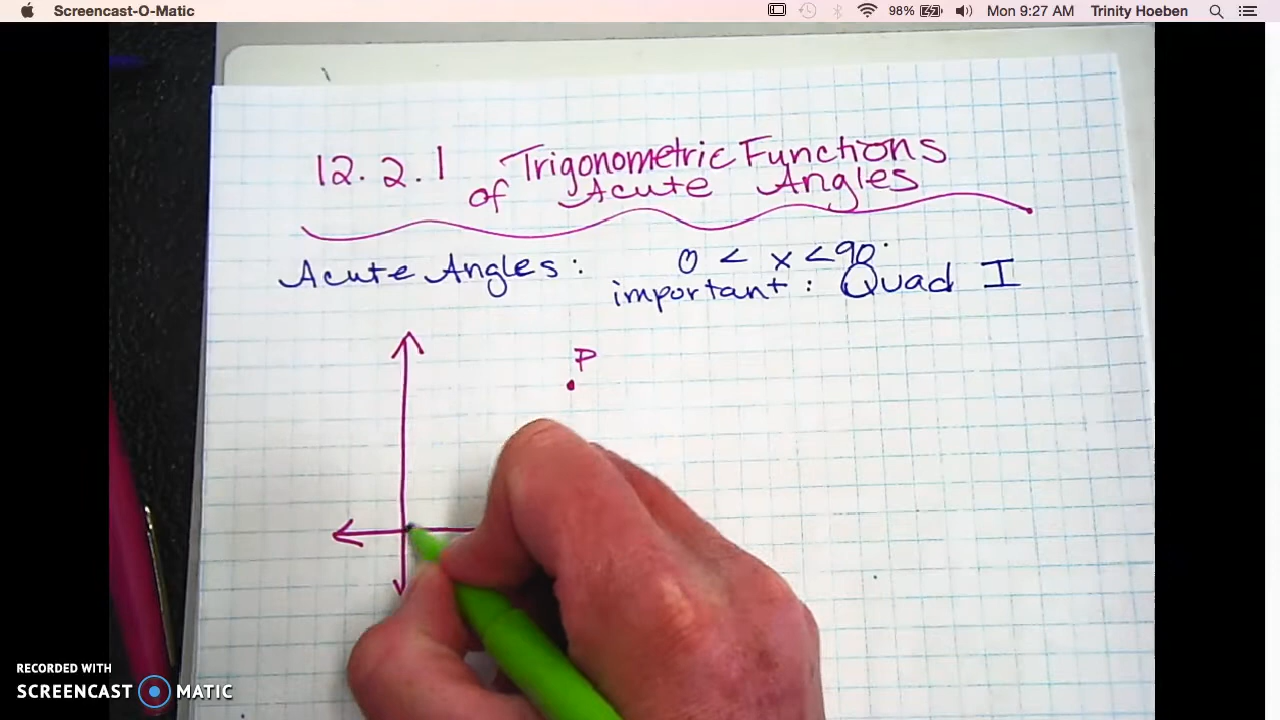 Screencast-O-Matic 98% Mon 9:27 AM Trinity Hoeben
12.2.1 Trigonometric Functions
of Acute Angles
Acute Angles: 0 < x < 90°
important: Quad I
P
RECORDED WITH
SCREENCAST MATIC